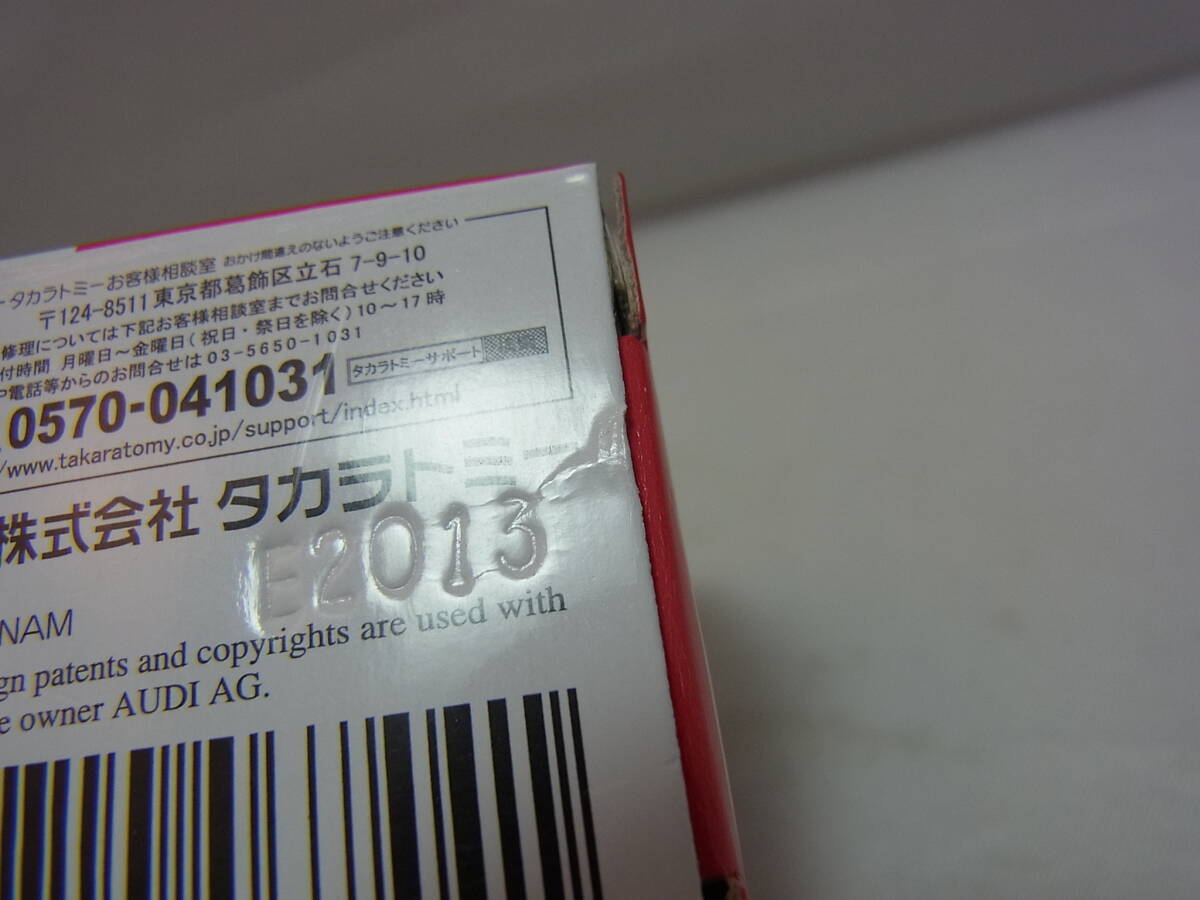 タカラトミーお客様相談室 おかけ間違えのないようご注意ください
〒124-8511 東京都葛飾区立石 7-9-10
修理については下記お客様相談室までお問合せください
付時間 月曜日～金曜日(祝日・祭日を除く)10～17時
や電話等からのお問合せは03-5650-1031
0570-041031 タカラトミーサポート
/www.takaratomy.co.jp/support/index.html
株式会社 タカラトミー
E2013
NAM
gn patents and copyrights are used with
e owner AUDI AG.